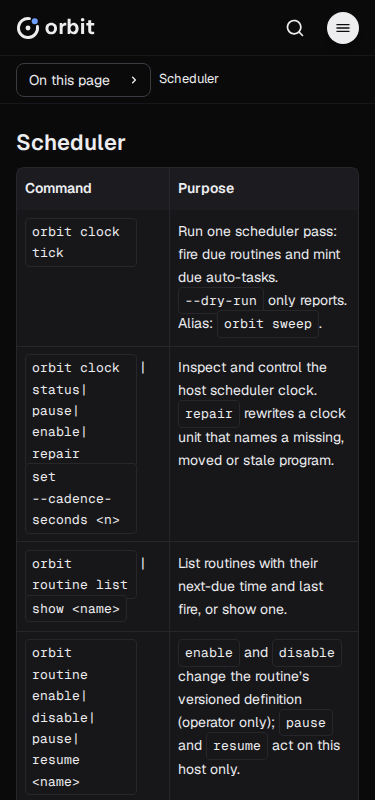 orbit
On this page
Scheduler
Scheduler
Command
Purpose
orbit clock
tick
Run one scheduler pass:
fire due routines and mint
due auto-tasks.
--dry-run only reports.
Alias: orbit sweep .
orbit clock |
status|
pause|
enable|
repair
set
--cadence-
seconds <n>
Inspect and control the
host scheduler clock.
repair rewrites a clock
unit that names a missing,
moved or stale program.
orbit |
routine list
show <name>
List routines with their
next-due time and last
fire, or show one.
orbit
routine
enable|
disable|
pause|
resume
<name>
enable and disable
change the routine's
versioned definition
(operator only); pause
and resume act on this
host only.